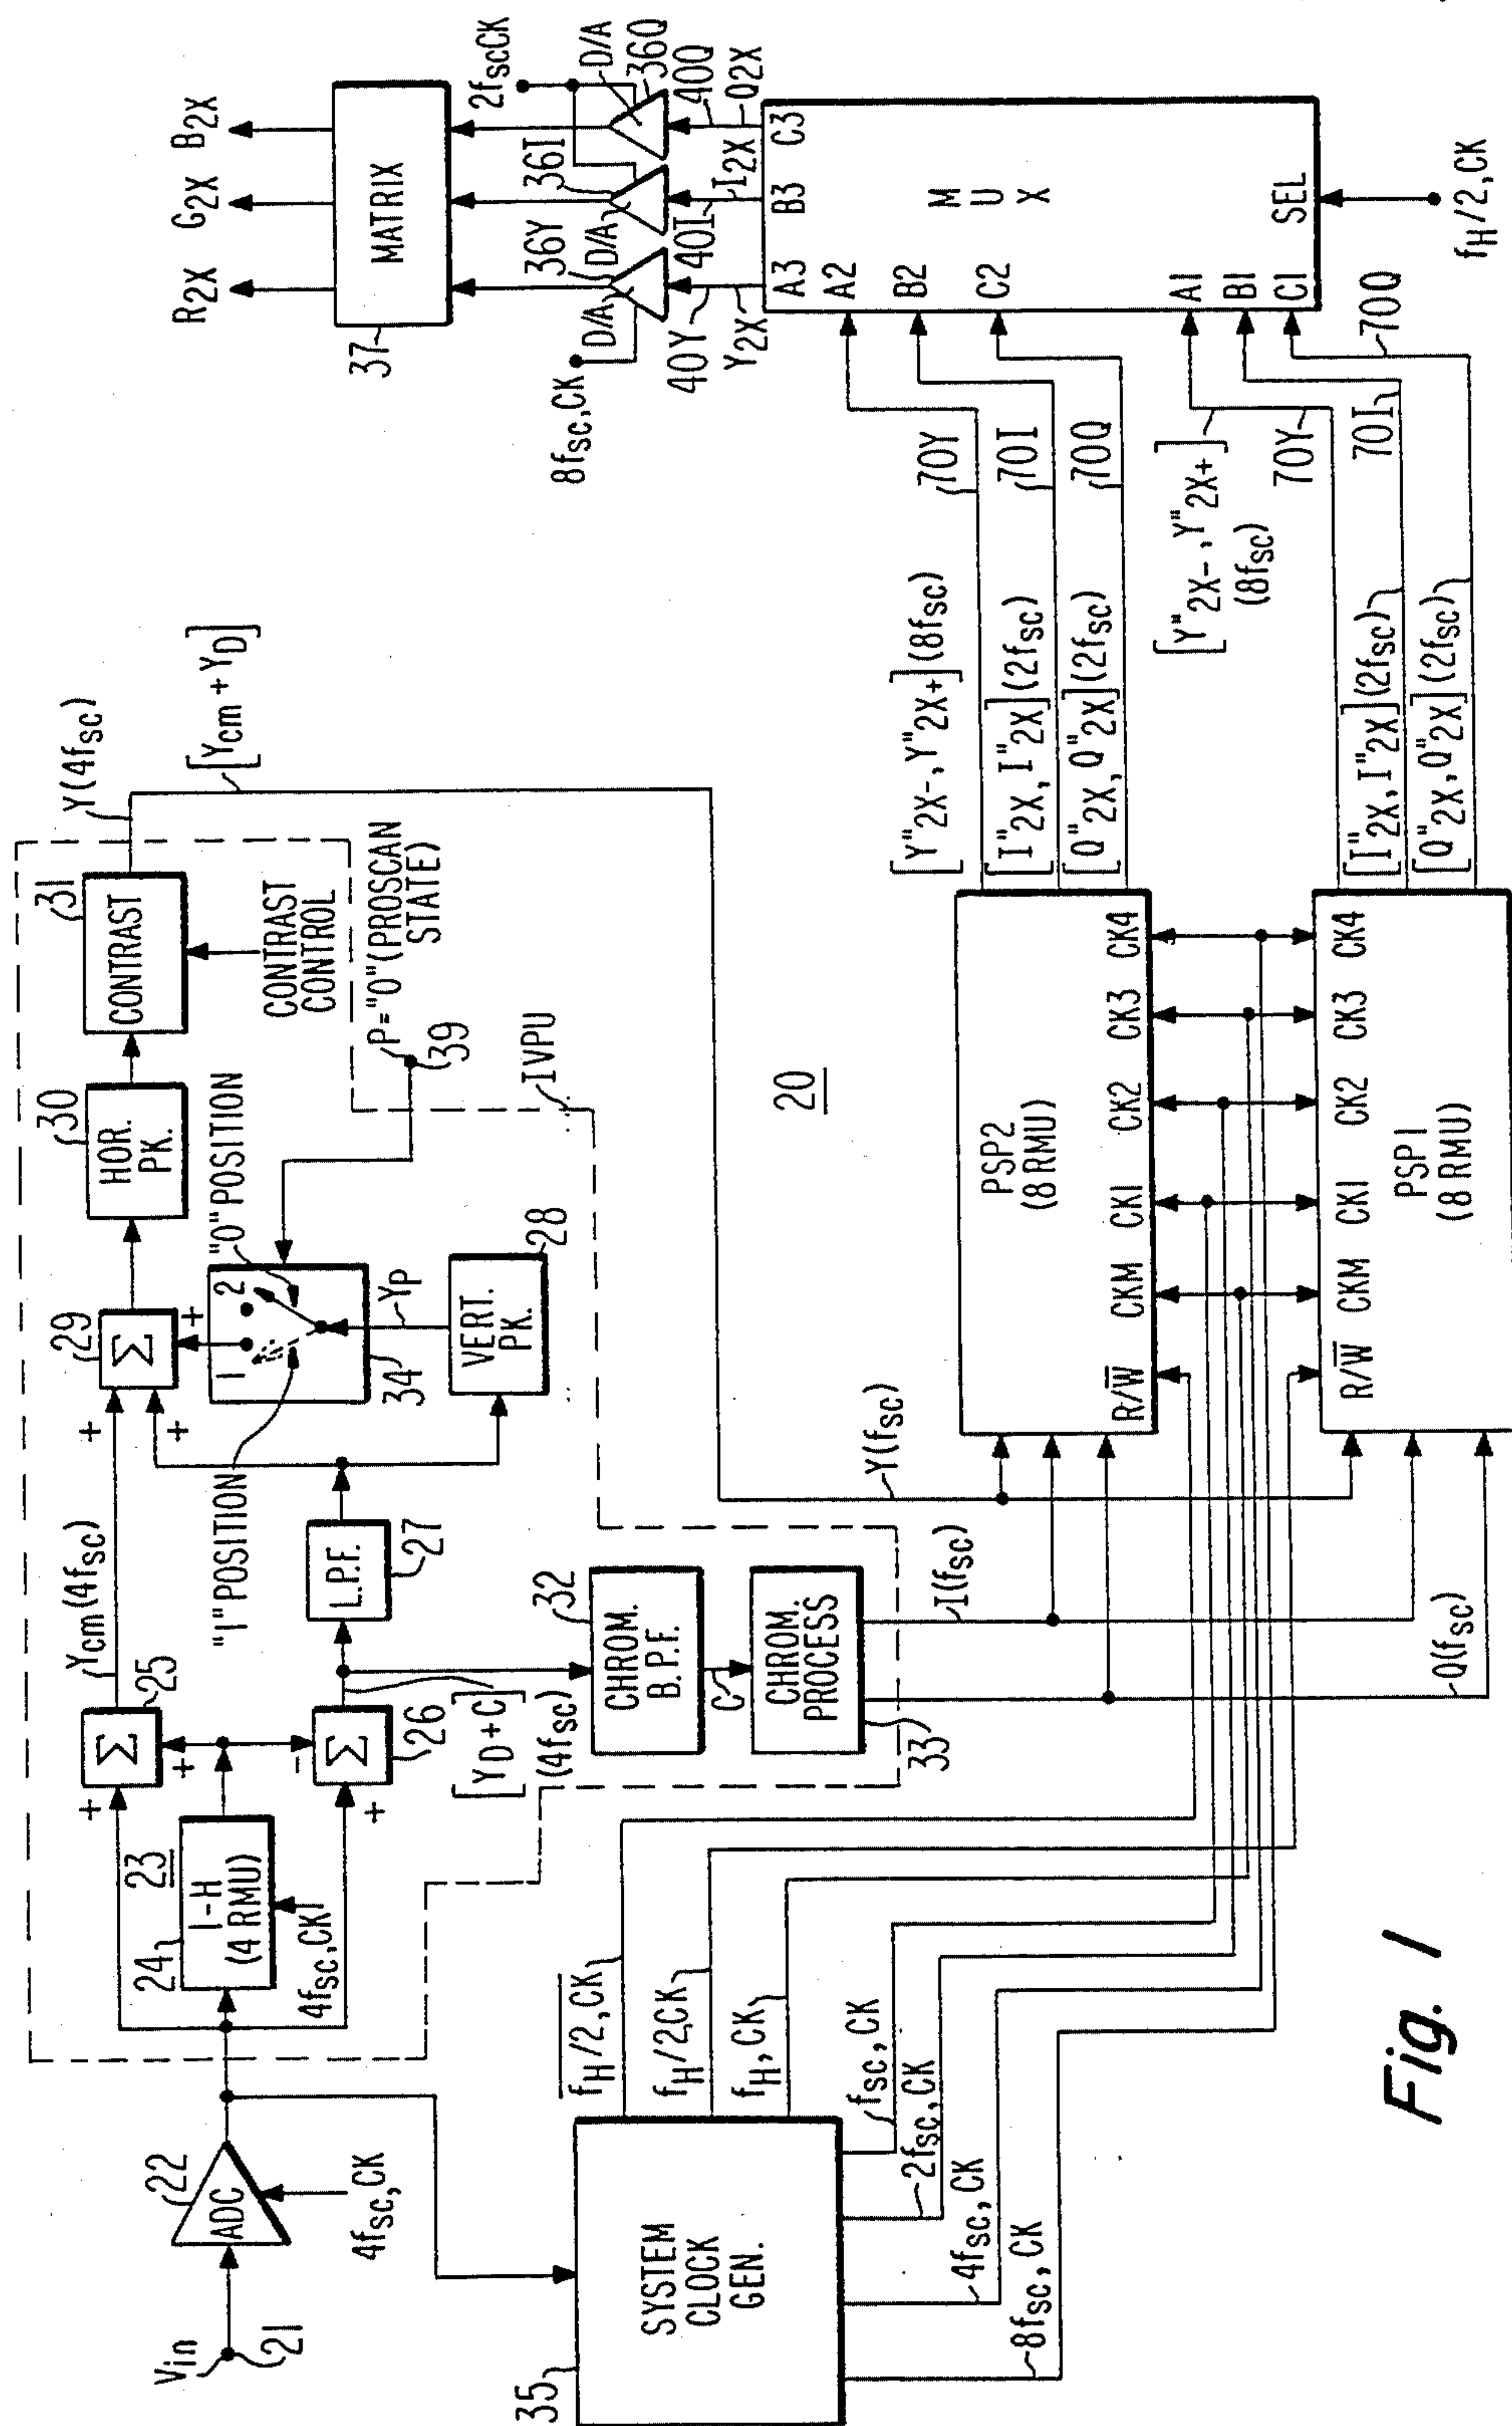 Vin
21
22
ADC
4fsc,CK
24
23
1-H
(4 RMU)
4fsc,CK
+
Σ
25
+
-
+
Σ
26
Ycm(4fsc)
[YD+C]
(4fsc)
L.P.F.
27
"1" POSITION
+
+
29
Σ
+
1
2
"0" POSITION
34
YP
VERT.
PK.
28
30
HOR.
PK.
31
CONTRAST
CONTRAST
CONTROL
P="0"(PROSCAN
STATE)
39
IVPU
Y(4fsc)
[Ycm+YD]
32
CHROM.
B.P.F.
C
CHROM.
PROCESS
33
I(fsc)
Q(fsc)
Y(fsc)
20
35
SYSTEM
CLOCK
GEN.
fH/2,CK
fH/2,CK
fH,CK
fsc,CK
2fsc,CK
4fsc,CK
8fsc,CK
PSP2
(8 RMU)
R/W
CKM
CK1
CK2
CK3
CK4
R/W
CKM
CK1
CK2
CK3
CK4
PSP1
(8 RMU)
[Y"2X-,Y"2X+](8fsc)
[I"2X,I"2X](2fsc)
[Q"2X,Q"2X](2fsc)
70Y
70I
70Q
[Y"2X-,Y"2X+]
(8fsc)
[I"2X,I"2X](2fsc)
[Q"2X,Q"2X](2fsc)
70Y
70I
70Q
A3
B3
C3
A2
B2
C2
MUX
A1
B1
C1
SEL
fH/2,CK
40Y
Y2X
40I
I2X
40Q
Q2X
8fsc,CK
D/A
36Y
D/A
36I
D/A
36Q
2fscCK
37
MATRIX
R2X
G2X
B2X
Fig. 1